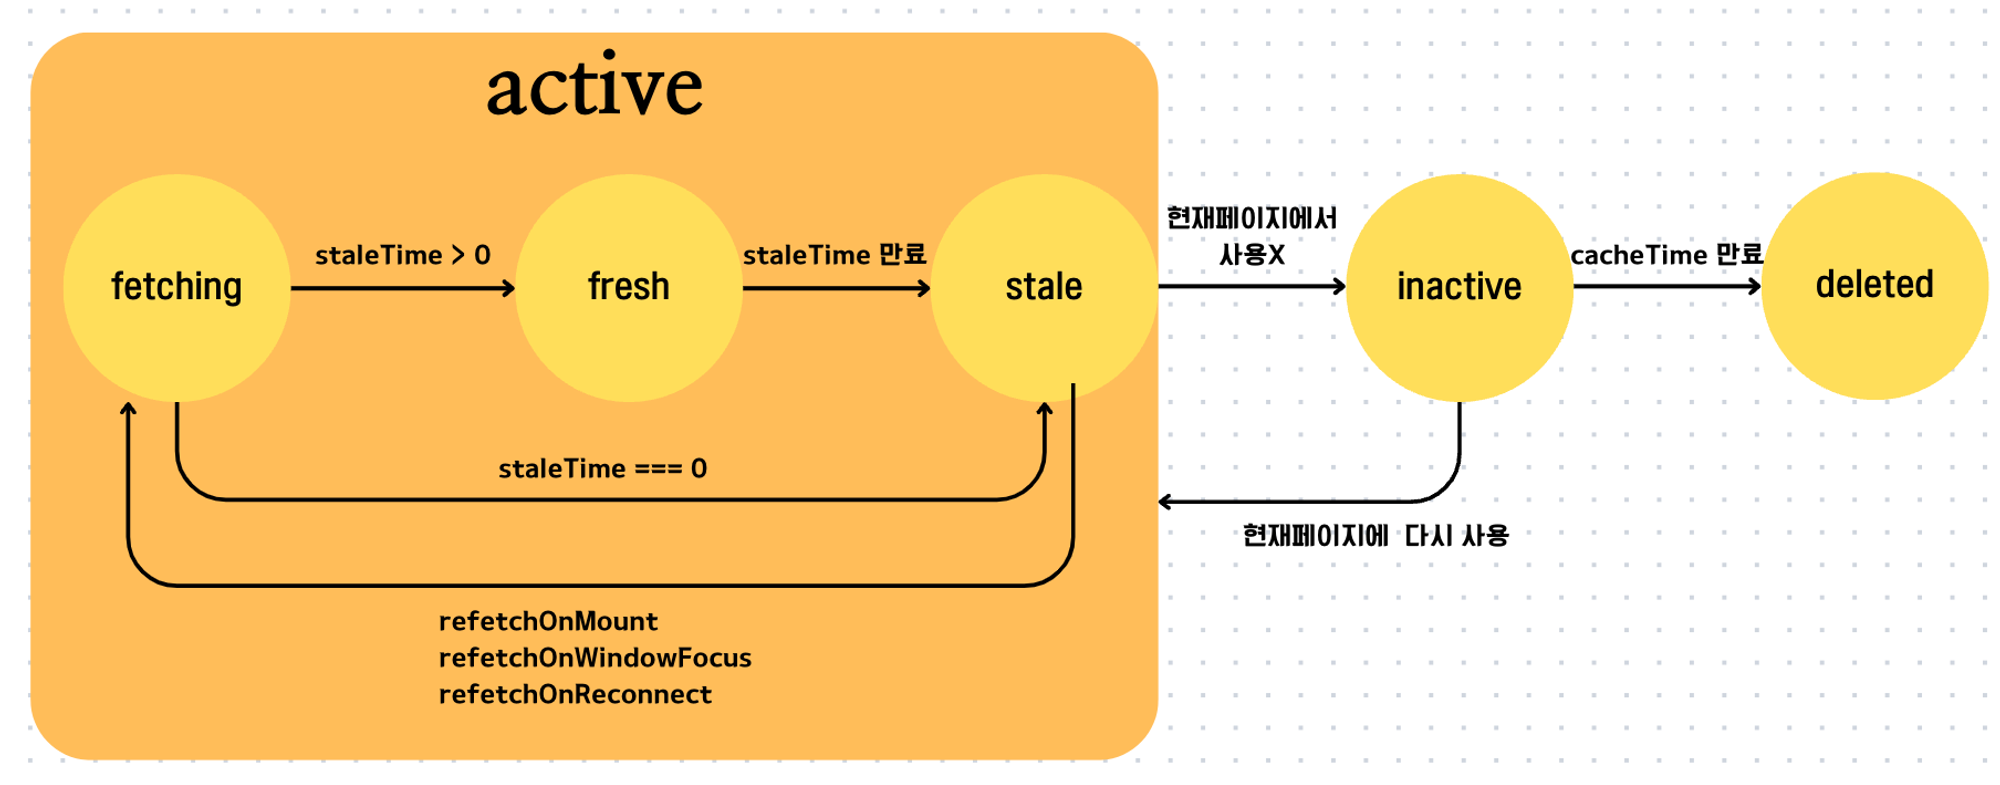 active
fetching
staleTime > 0
fresh
staleTime 만료
stale
현재페이지에서
사용X
inactive
cacheTime 만료
deleted
staleTime === 0
현재페이지에 다시 사용
refetchOnMount
refetchOnWindowFocus
refetchOnReconnect